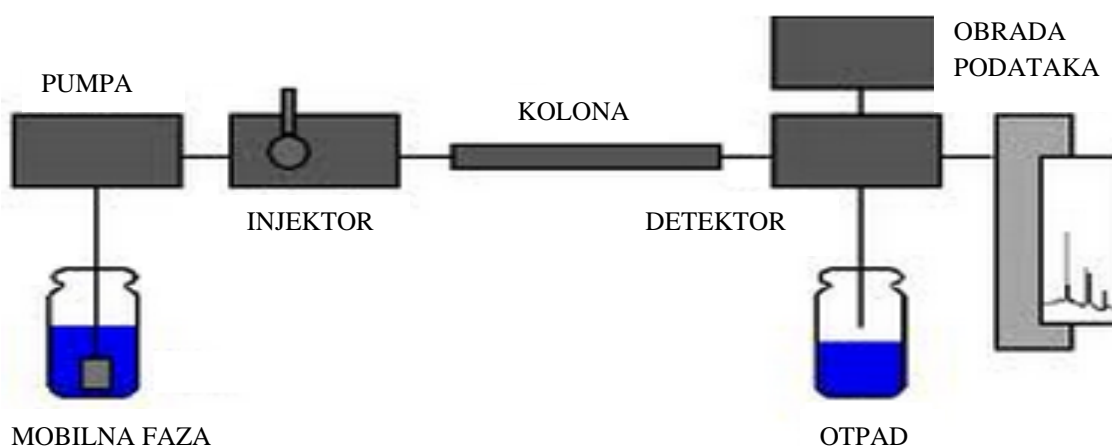 OBRADA
PODATAKA
PUMPA
KOLONA
INJEKTOR
DETEKTOR
MOBILNA FAZA
OTPAD